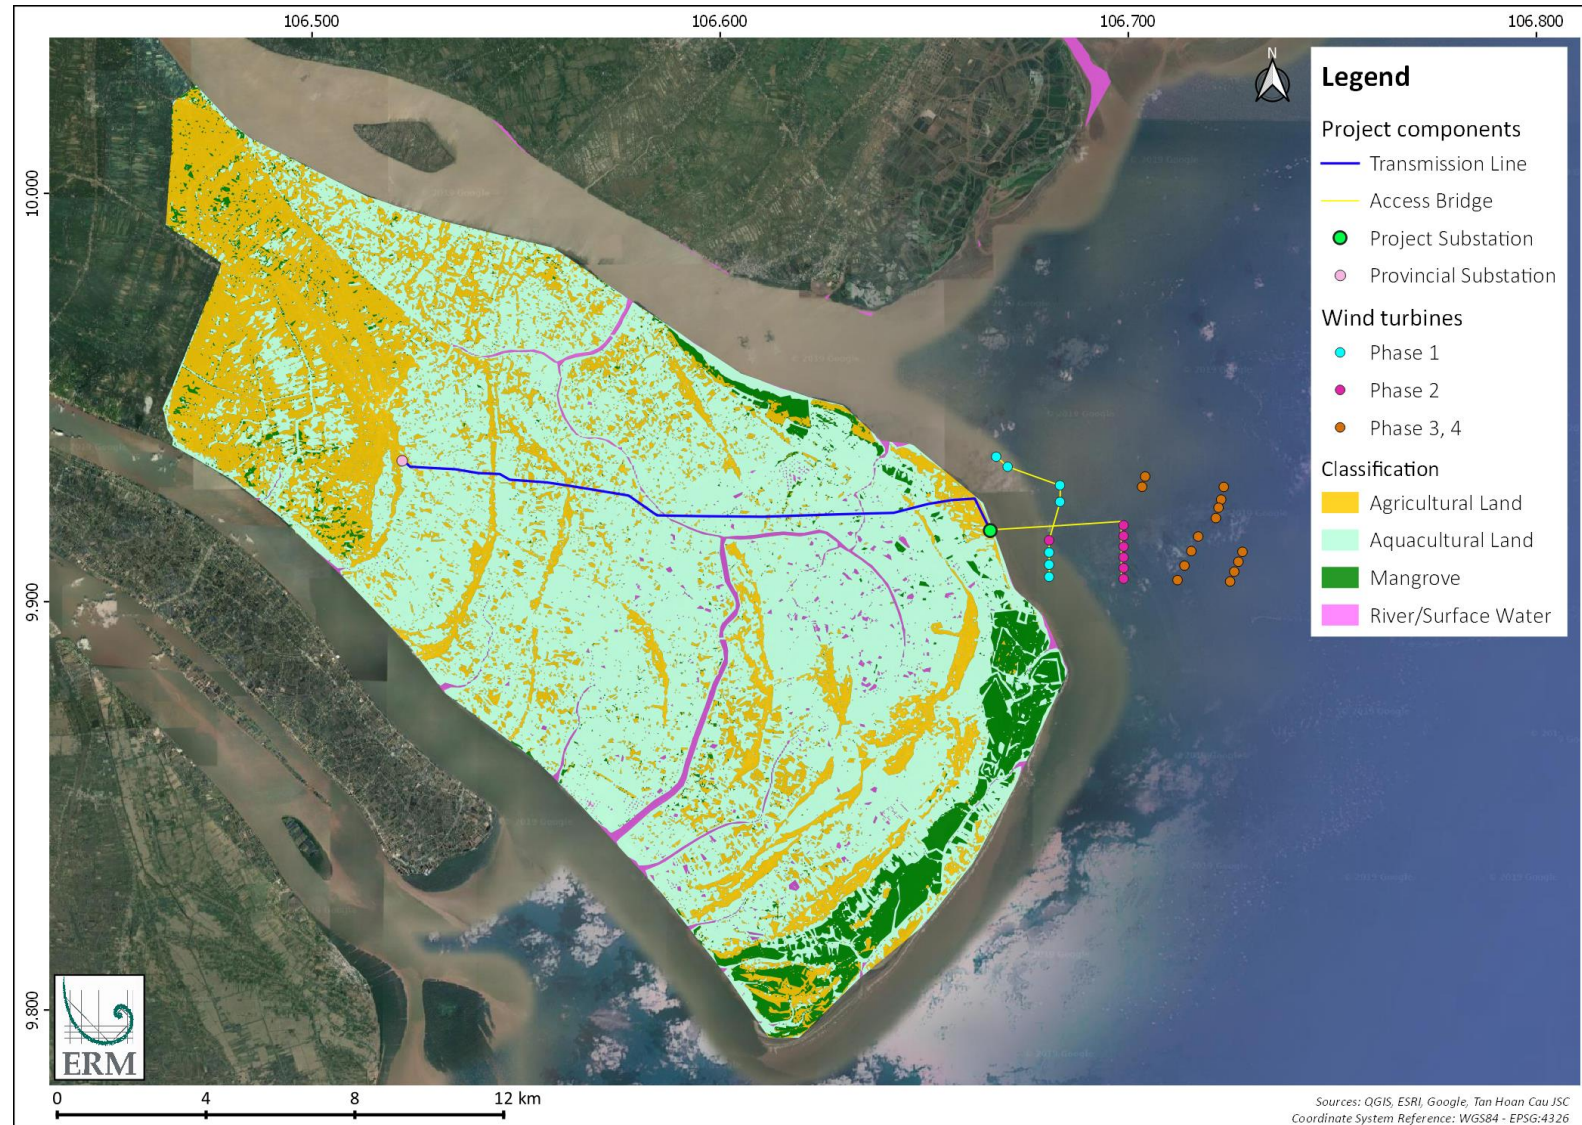 106.500
106.600
106.700
106.800
10.000
9.900
9.800
N
Legend
Project components
Transmission Line
Access Bridge
Project Substation
Provincial Substation
Wind turbines
Phase 1
Phase 2
Phase 3, 4
Classification
Agricultural Land
Aquacultural Land
Mangrove
River/Surface Water
ERM
0 4 8 12 km
Sources: QGIS, ESRI, Google, Tan Hoan Cau JSC
Coordinate System Reference: WGS84 - EPSG:4326